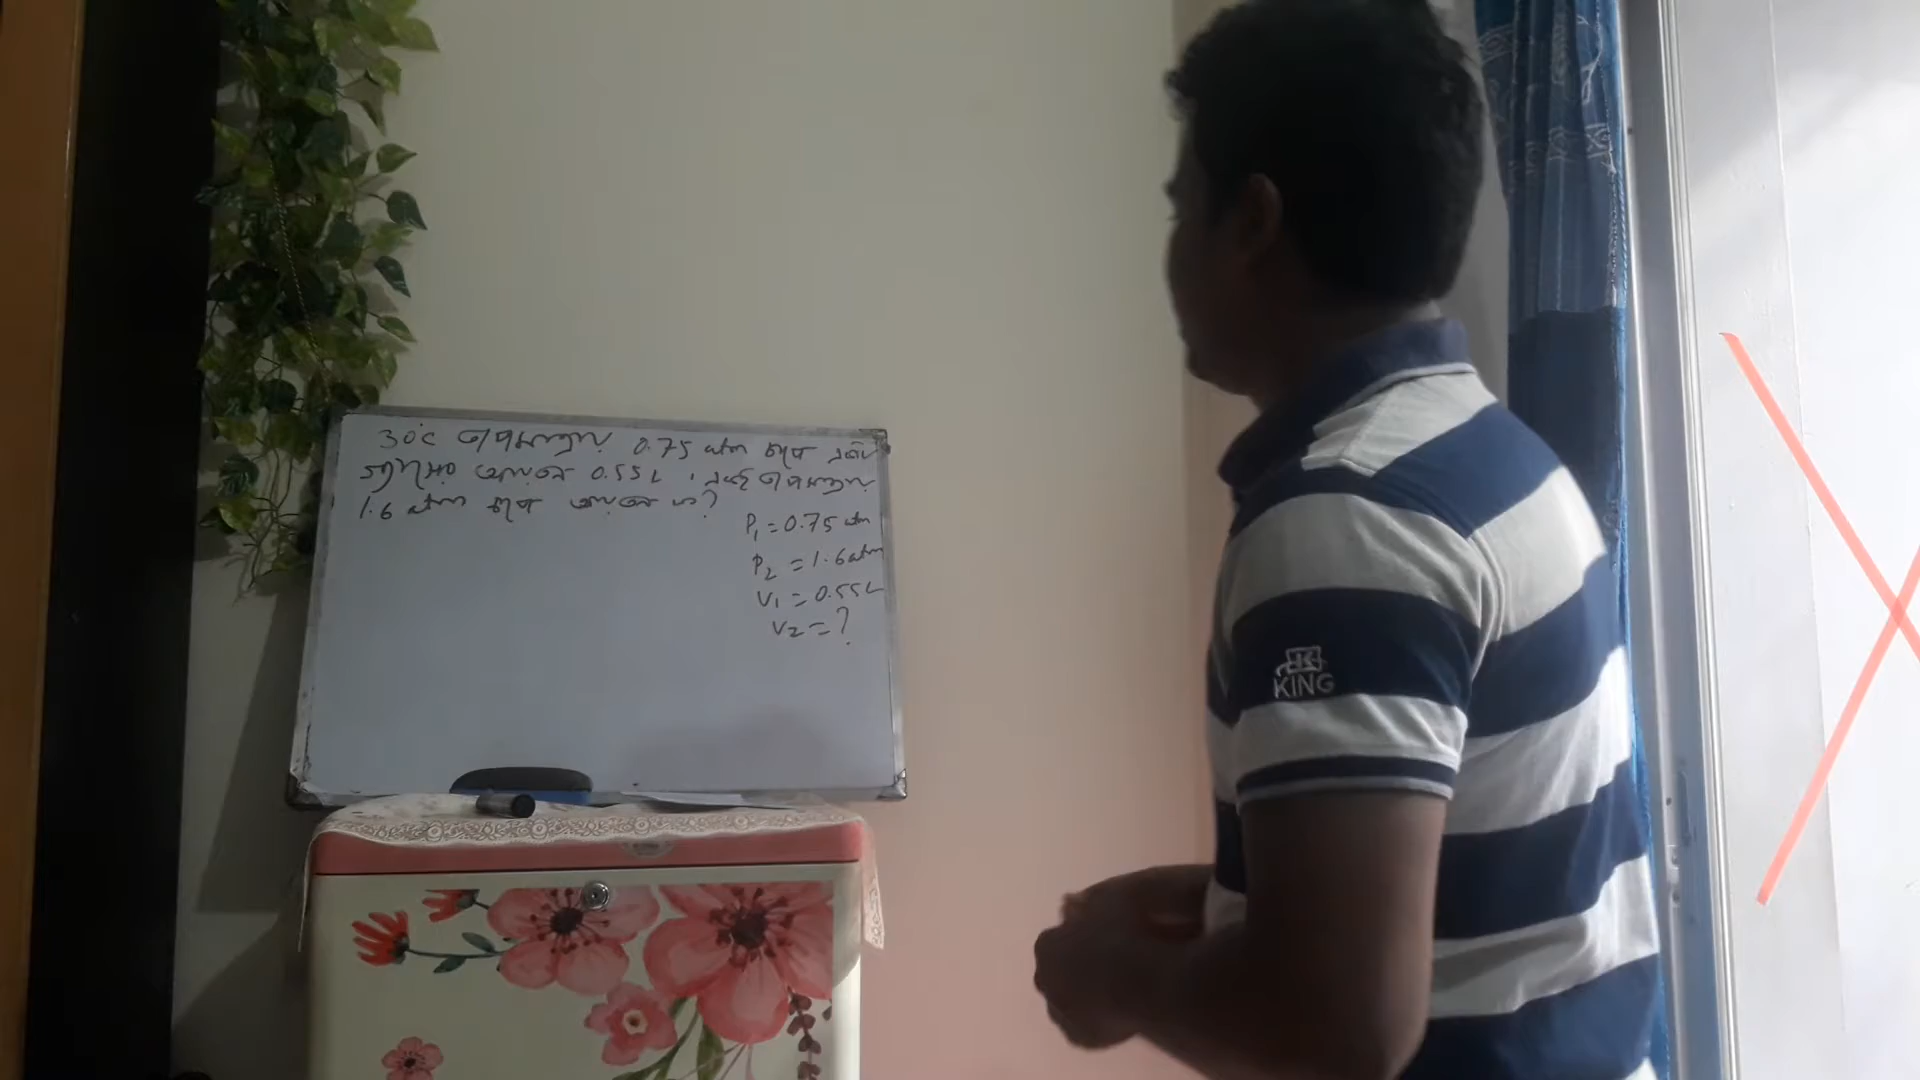 30°C তাপমাত্রায় 0.75 atm চাপে একটি
গ্যাসের আয়তন 0.55L । একই তাপমাত্রায়
1.6 atm চাপে আয়তন কত?
P₁ = 0.75 atm
P₂ = 1.6 atm
V₁ = 0.55L
V₂ = ?
KING